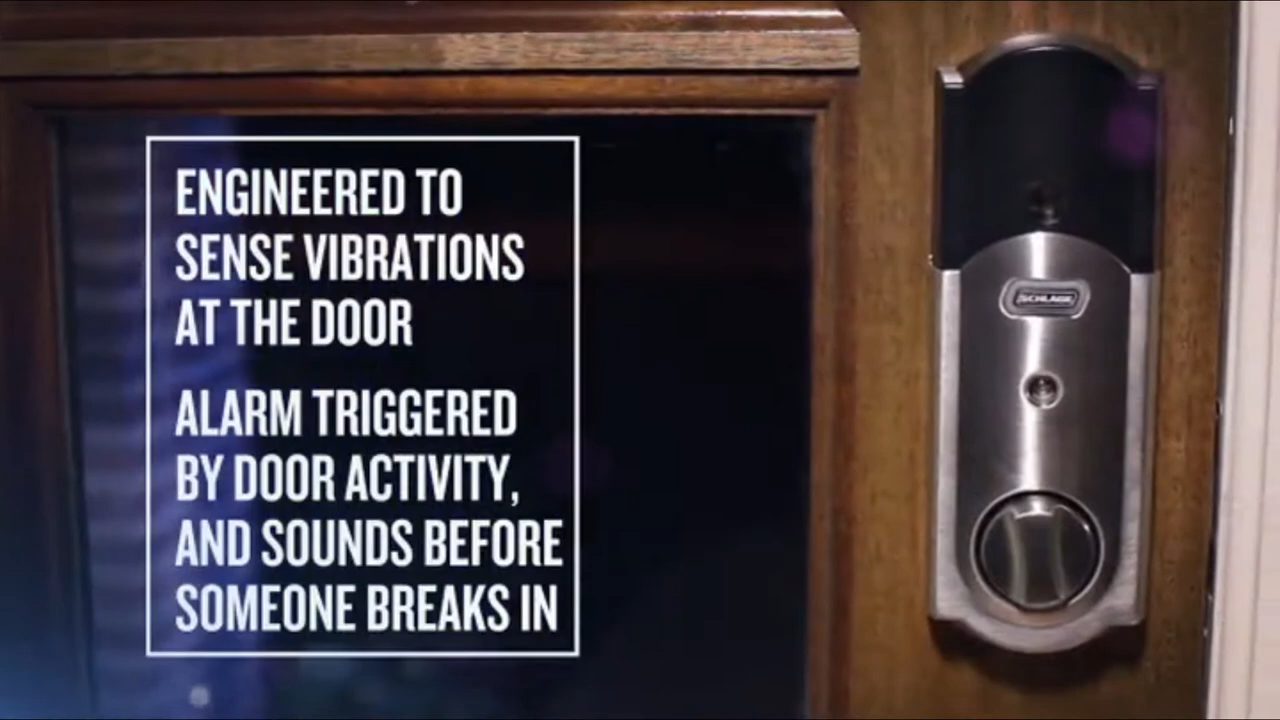 ENGINEERED TO
SENSE VIBRATIONS
AT THE DOOR
ALARM TRIGGERED
BY DOOR ACTIVITY,
AND SOUNDS BEFORE
SOMEONE BREAKS IN
SCHLAGE